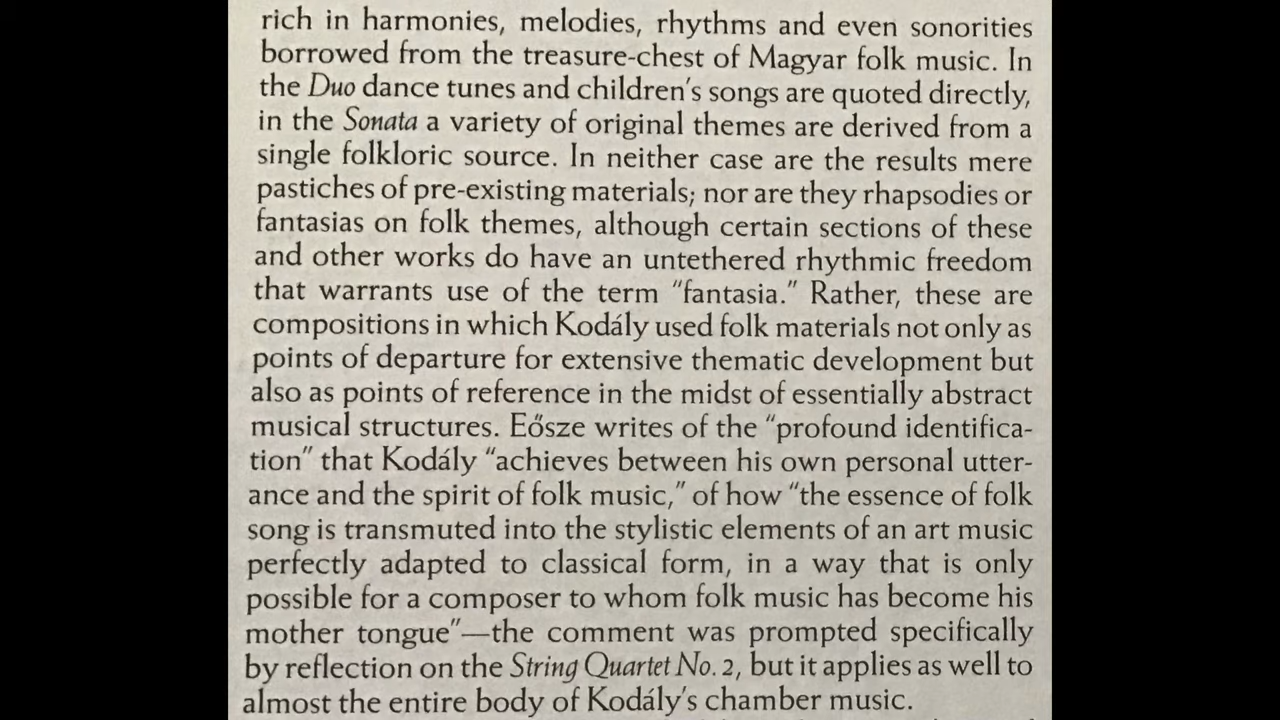 rich in harmonies, melodies, rhythms and even sonorities
borrowed from the treasure-chest of Magyar folk music. In
the Duo dance tunes and children's songs are quoted directly,
in the Sonata a variety of original themes are derived from a
single folkloric source. In neither case are the results mere
pastiches of pre-existing materials; nor are they rhapsodies or
fantasias on folk themes, although certain sections of these
and other works do have an untethered rhythmic freedom
that warrants use of the term “fantasia.” Rather, these are
compositions in which Kodály used folk materials not only as
points of departure for extensive thematic development but
also as points of reference in the midst of essentially abstract
musical structures. Eősze writes of the “profound identifica-
tion” that Kodály “achieves between his own personal utter-
ance and the spirit of folk music,” of how “the essence of folk
song is transmuted into the stylistic elements of an art music
perfectly adapted to classical form, in a way that is only
possible for a composer to whom folk music has become his
mother tongue”—the comment was prompted specifically
by reflection on the String Quartet No. 2, but it applies as well to
almost the entire body of Kodály's chamber music.